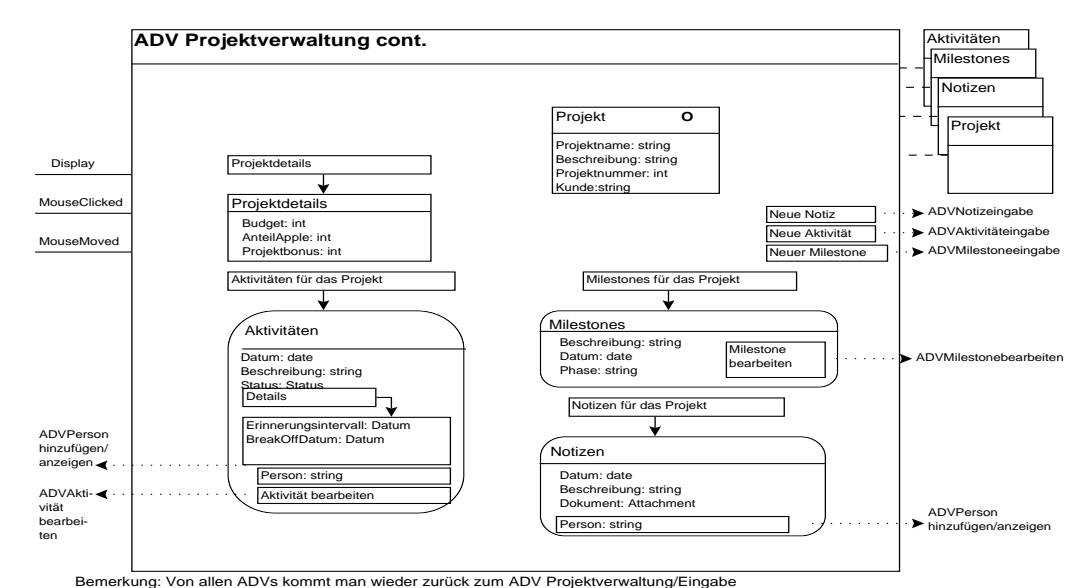 ADV Projektverwaltung cont.
Aktivitäten
Milestones
Notizen
Projekt
Projekt O
Projektname: string
Beschreibung: string
Projektnummer: int
Kunde:string
Display
MouseClicked
MouseMoved
Projektdetails
Projektdetails
Budget: int
AnteilApple: int
Projektbonus: int
Neue Notiz
ADVNotizeingabe
Neue Aktivität
ADVAktivitäteingabe
Neuer Milestone
ADVMilestoneeingabe
Aktivitäten für das Projekt
Aktivitäten
Datum: date
Beschreibung: string
Status: Status
Details
Erinnerungsintervall: Datum
BreakOffDatum: Datum
Person: string
Aktivität bearbeiten
ADVPerson
hinzufügen/
anzeigen
ADVAkti-
vität
bearbei-
ten
Milestones für das Projekt
Milestones
Beschreibung: string
Datum: date
Phase: string
Milestone
bearbeiten
ADVMilestonebearbeiten
Notizen für das Projekt
Notizen
Datum: date
Beschreibung: string
Dokument: Attachment
Person: string
ADVPerson
hinzufügen/anzeigen
Bemerkung: Von allen ADVs kommt man wieder zurück zum ADV Projektverwaltung/Eingabe